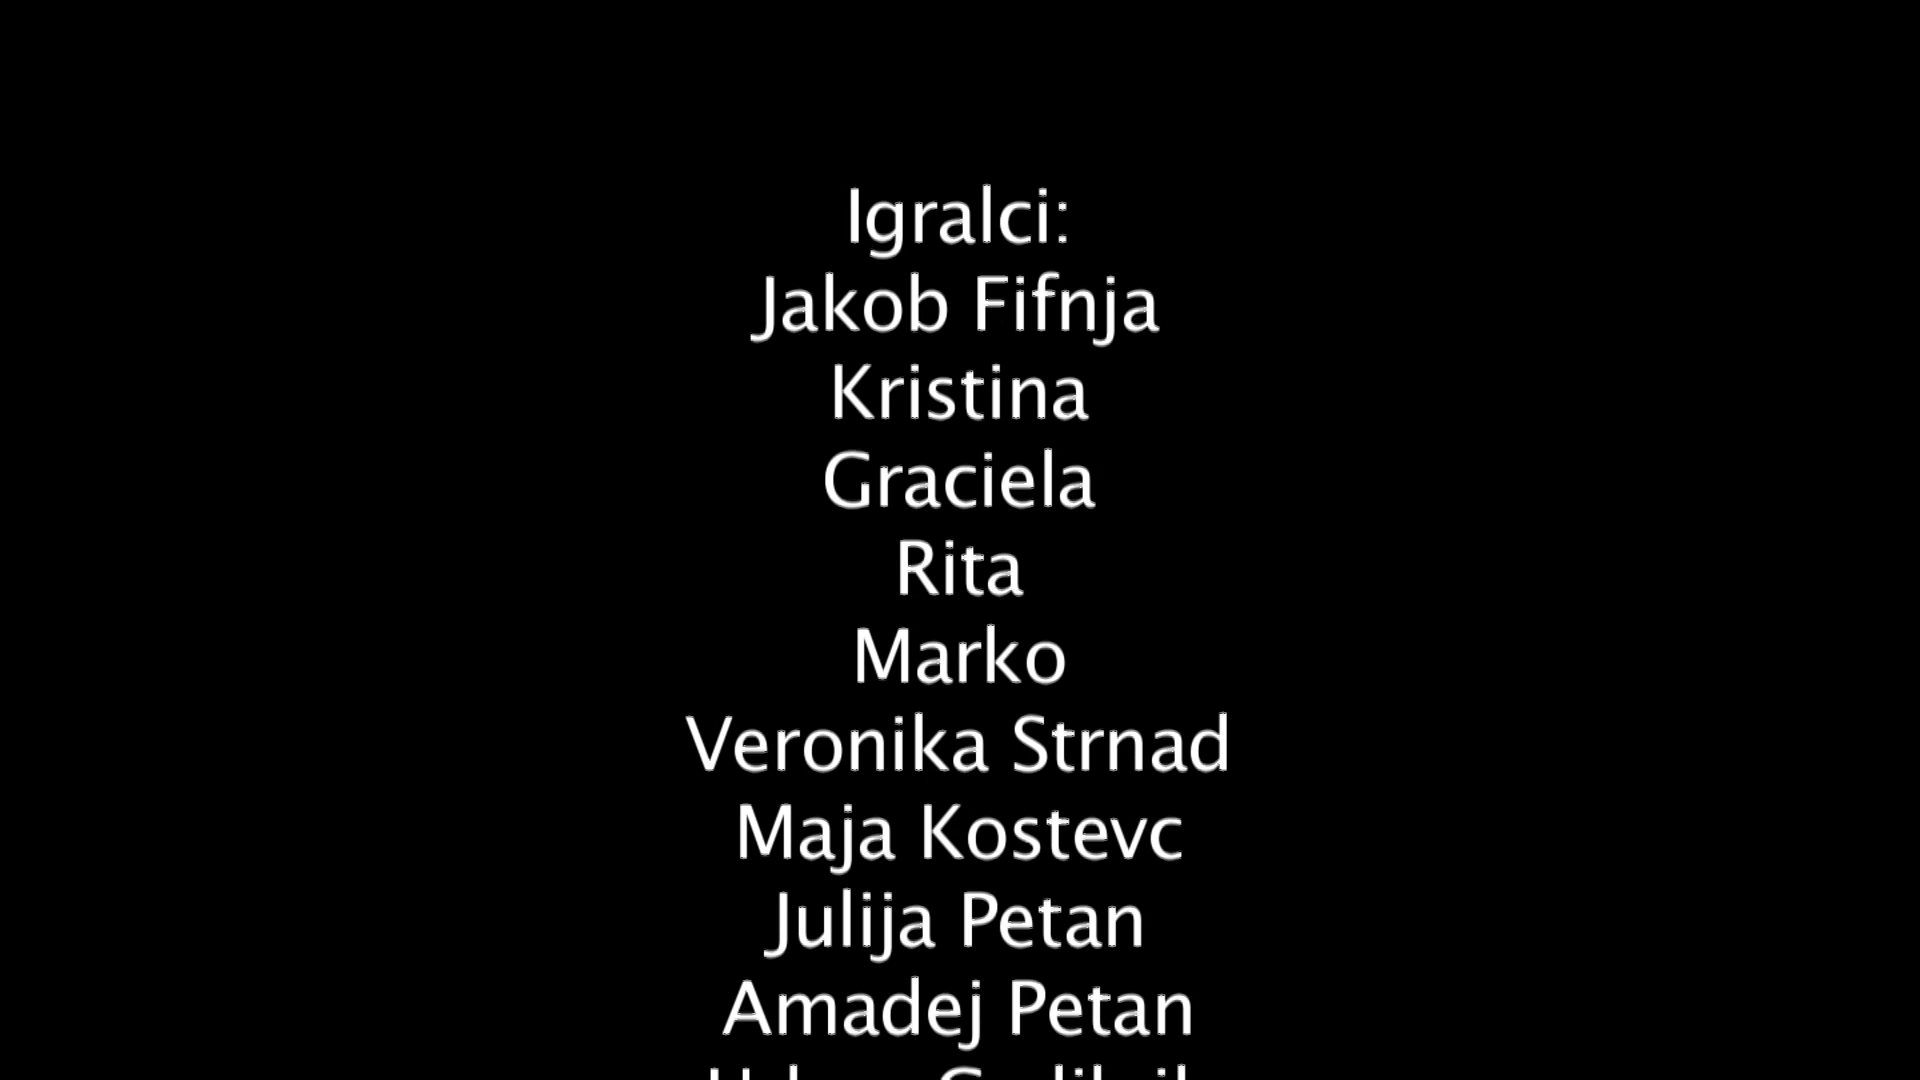 Igralci:
Jakob Fifnja
Kristina
Graciela
Rita
Marko
Veronika Strnad
Maja Kostevc
Julija Petan
Amadej Petan